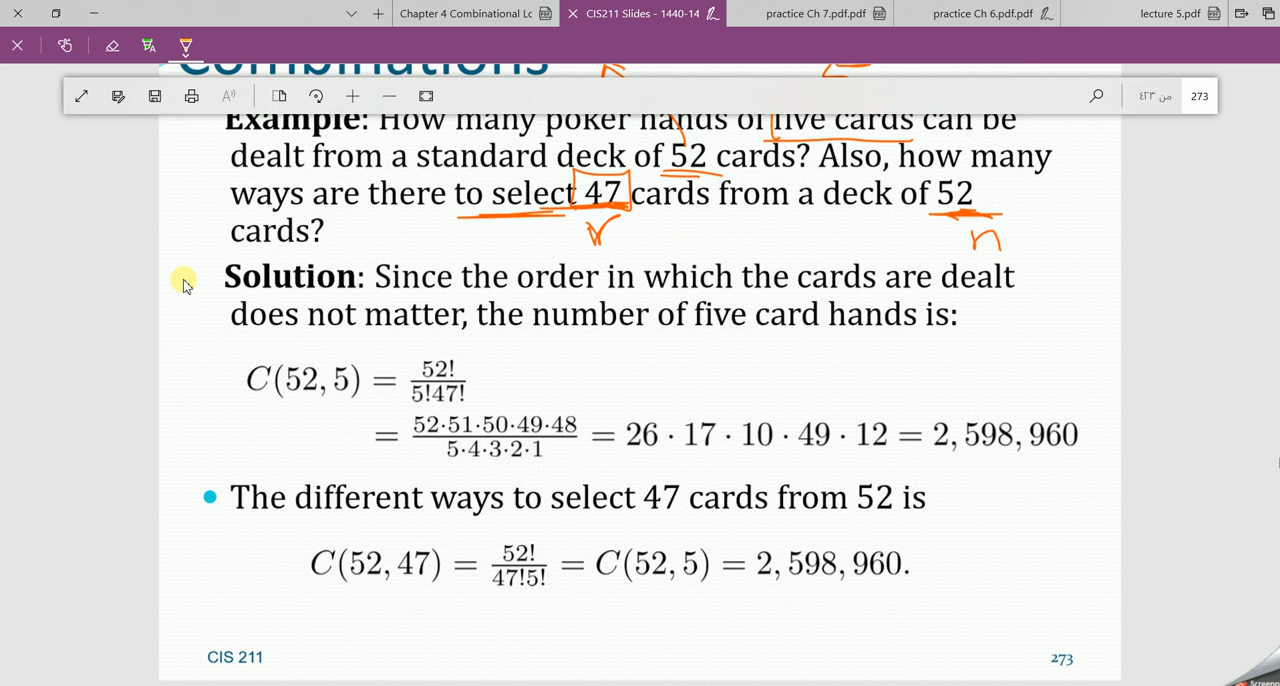 Chapter 4 Combinational Lo
CIS211 Slides - 1440-14
practice Ch 7.pdf.pdf
practice Ch 6.pdf.pdf
lecture 5.pdf
من ٤٢٣
273
Combinations
Example: How many poker hands of five cards can be
dealt from a standard deck of 52 cards? Also, how many
ways are there to select 47 cards from a deck of 52
cards?
r
n
Solution: Since the order in which the cards are dealt
does not matter, the number of five card hands is:
C(52, 5) = 52!/5!47!
= 52·51·50·49·48/5·4·3·2·1 = 26 · 17 · 10 · 49 · 12 = 2, 598, 960
• The different ways to select 47 cards from 52 is
C(52, 47) = 52!/47!5! = C(52, 5) = 2, 598, 960.
CIS 211
273